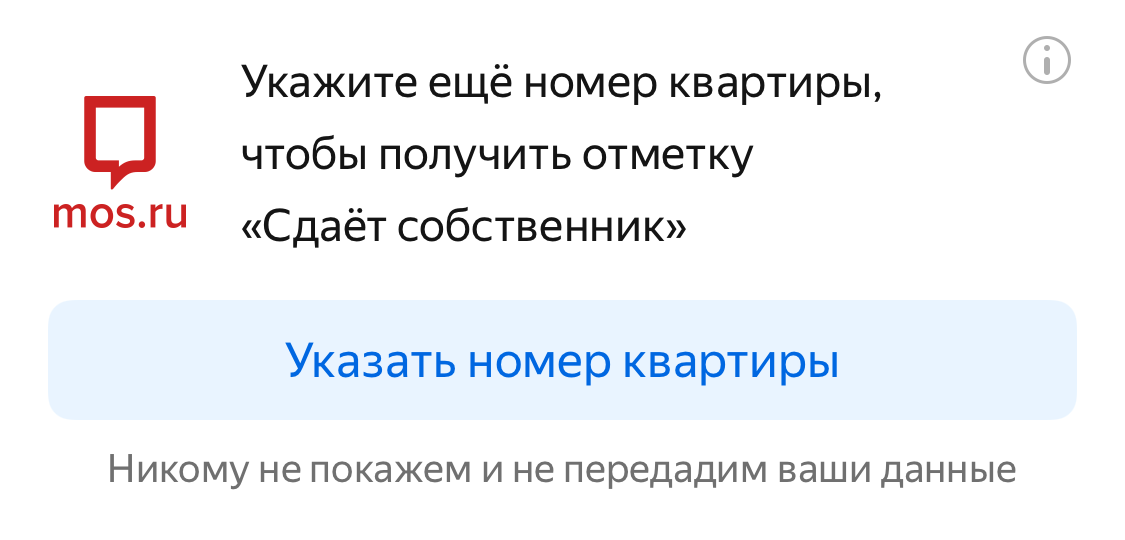 Укажите ещё номер квартиры,
чтобы получить отметку
«Сдаёт собственник»
mos.ru
Указать номер квартиры
Никому не покажем и не передадим ваши данные